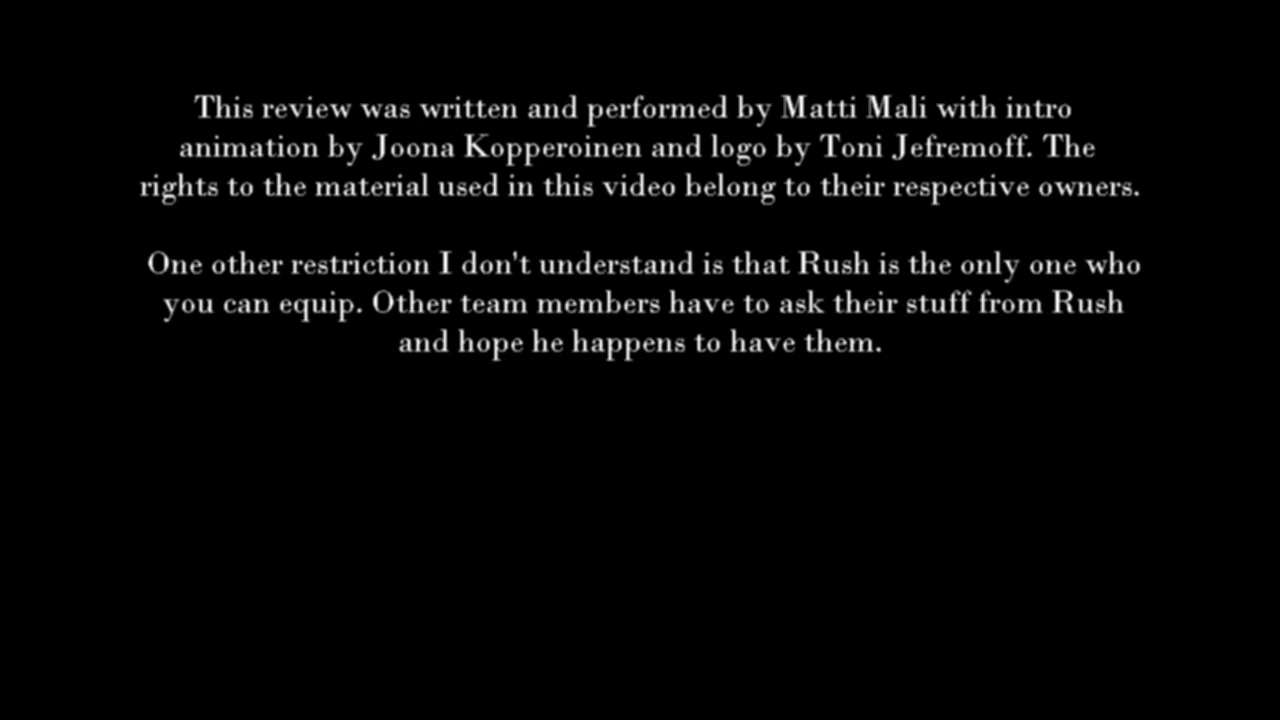 This review was written and performed by Matti Mali with intro
animation by Joona Kopperoinen and logo by Toni Jefremoff. The
rights to the material used in this video belong to their respective owners.
One other restriction I don't understand is that Rush is the only one who
you can equip. Other team members have to ask their stuff from Rush
and hope he happens to have them.